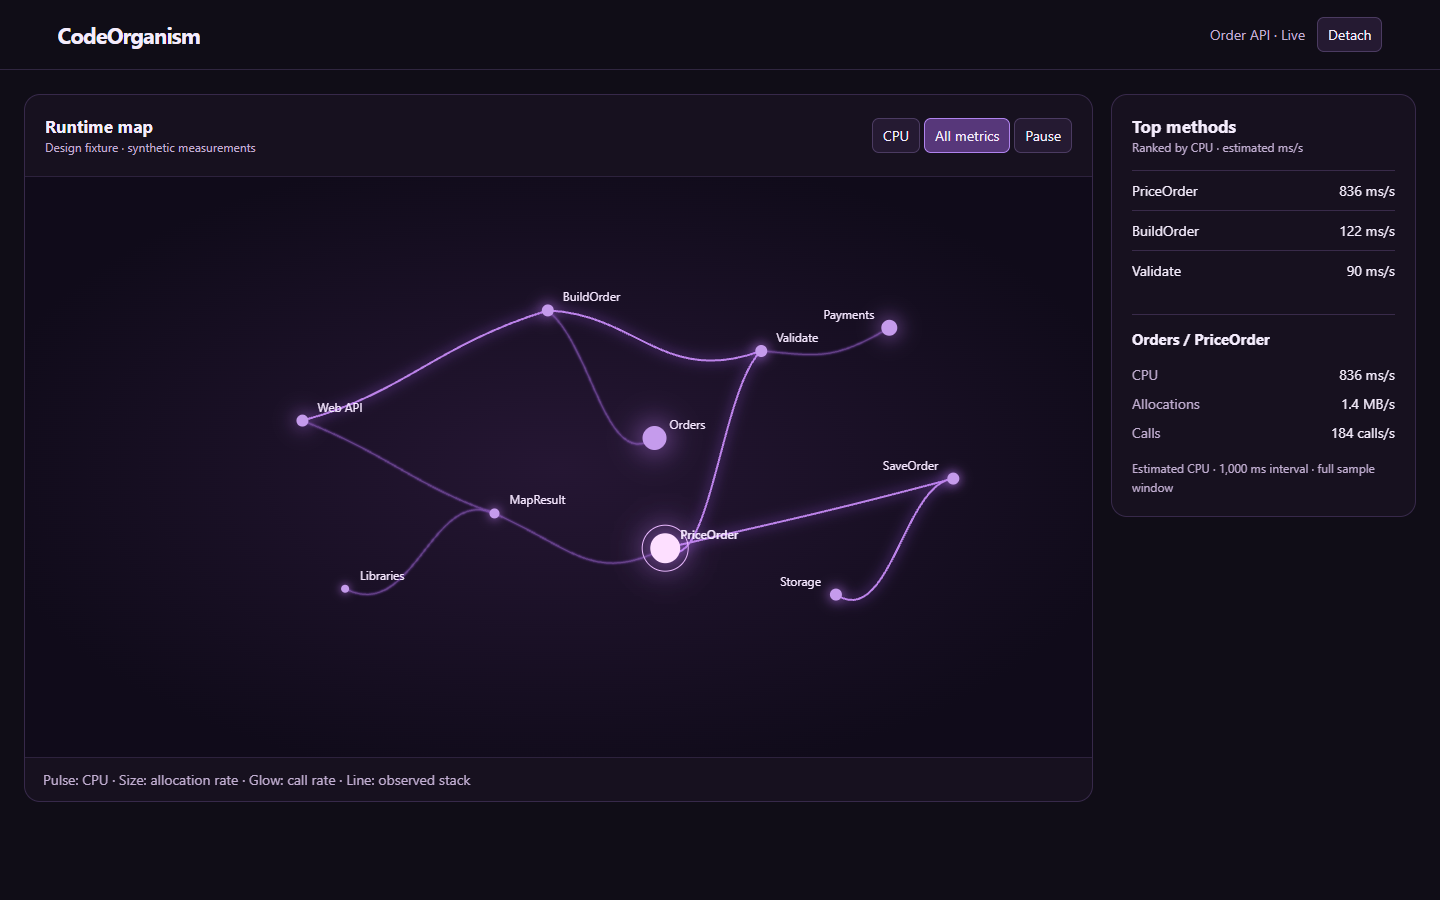 CodeOrganism
Order API · Live
Detach
Runtime map
Design fixture · synthetic measurements
CPU
All metrics
Pause
BuildOrder
Payments
Validate
Web API
Orders
SaveOrder
MapResult
PriceOrder
Libraries
Storage
Pulse: CPU · Size: allocation rate · Glow: call rate · Line: observed stack
Top methods
Ranked by CPU · estimated ms/s
PriceOrder 836 ms/s
BuildOrder 122 ms/s
Validate 90 ms/s
Orders / PriceOrder
CPU 836 ms/s
Allocations 1.4 MB/s
Calls 184 calls/s
Estimated CPU · 1,000 ms interval · full sample
window